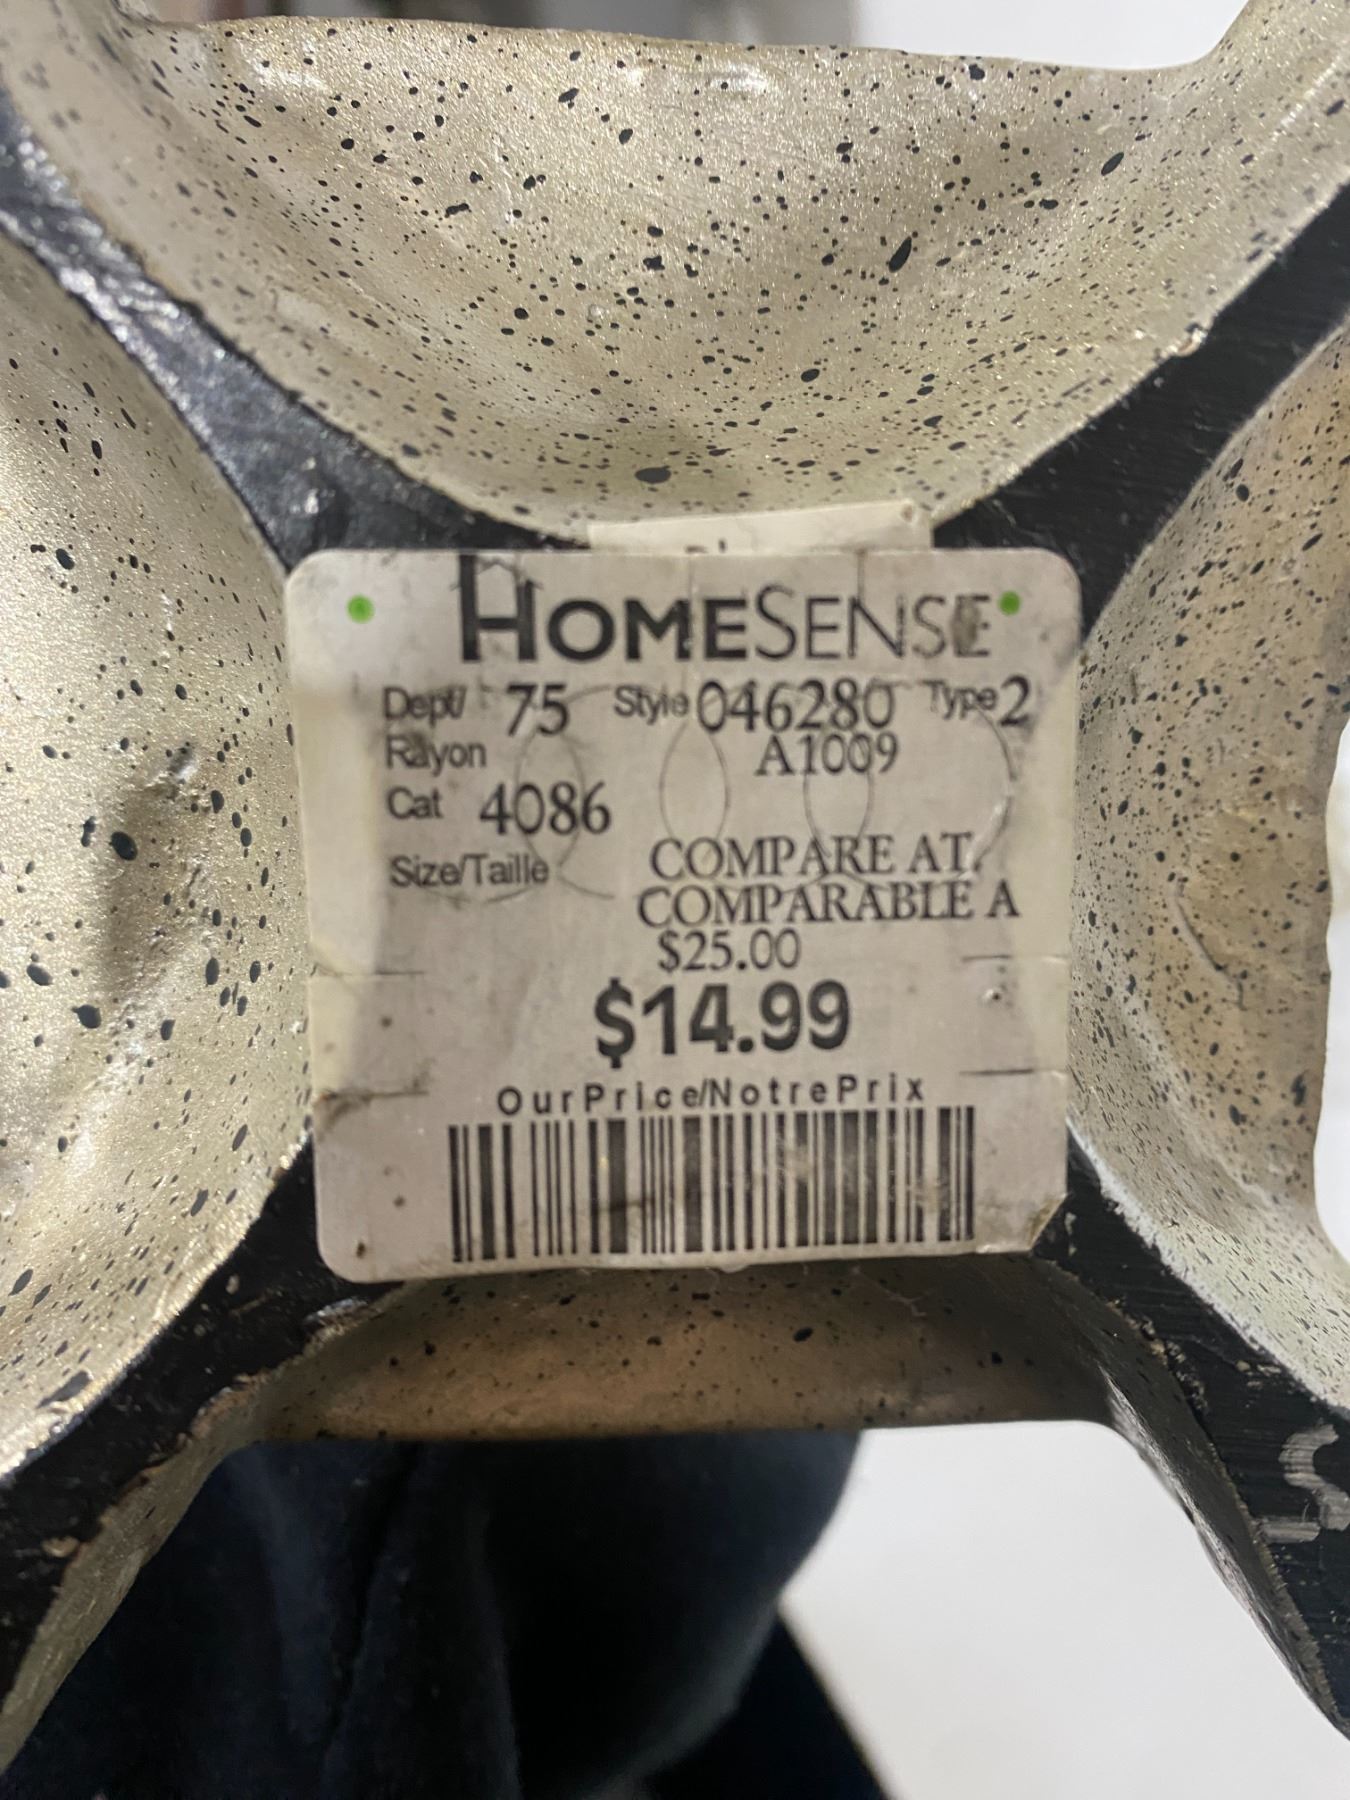 HOMESENSE
Dept/ 75 Style 046280 Type 2
Rayon A1009
Cat 4086
Size/Taille COMPARE AT
COMPARABLE A
$25.00
$14.99
OurPrice/NotrePrix